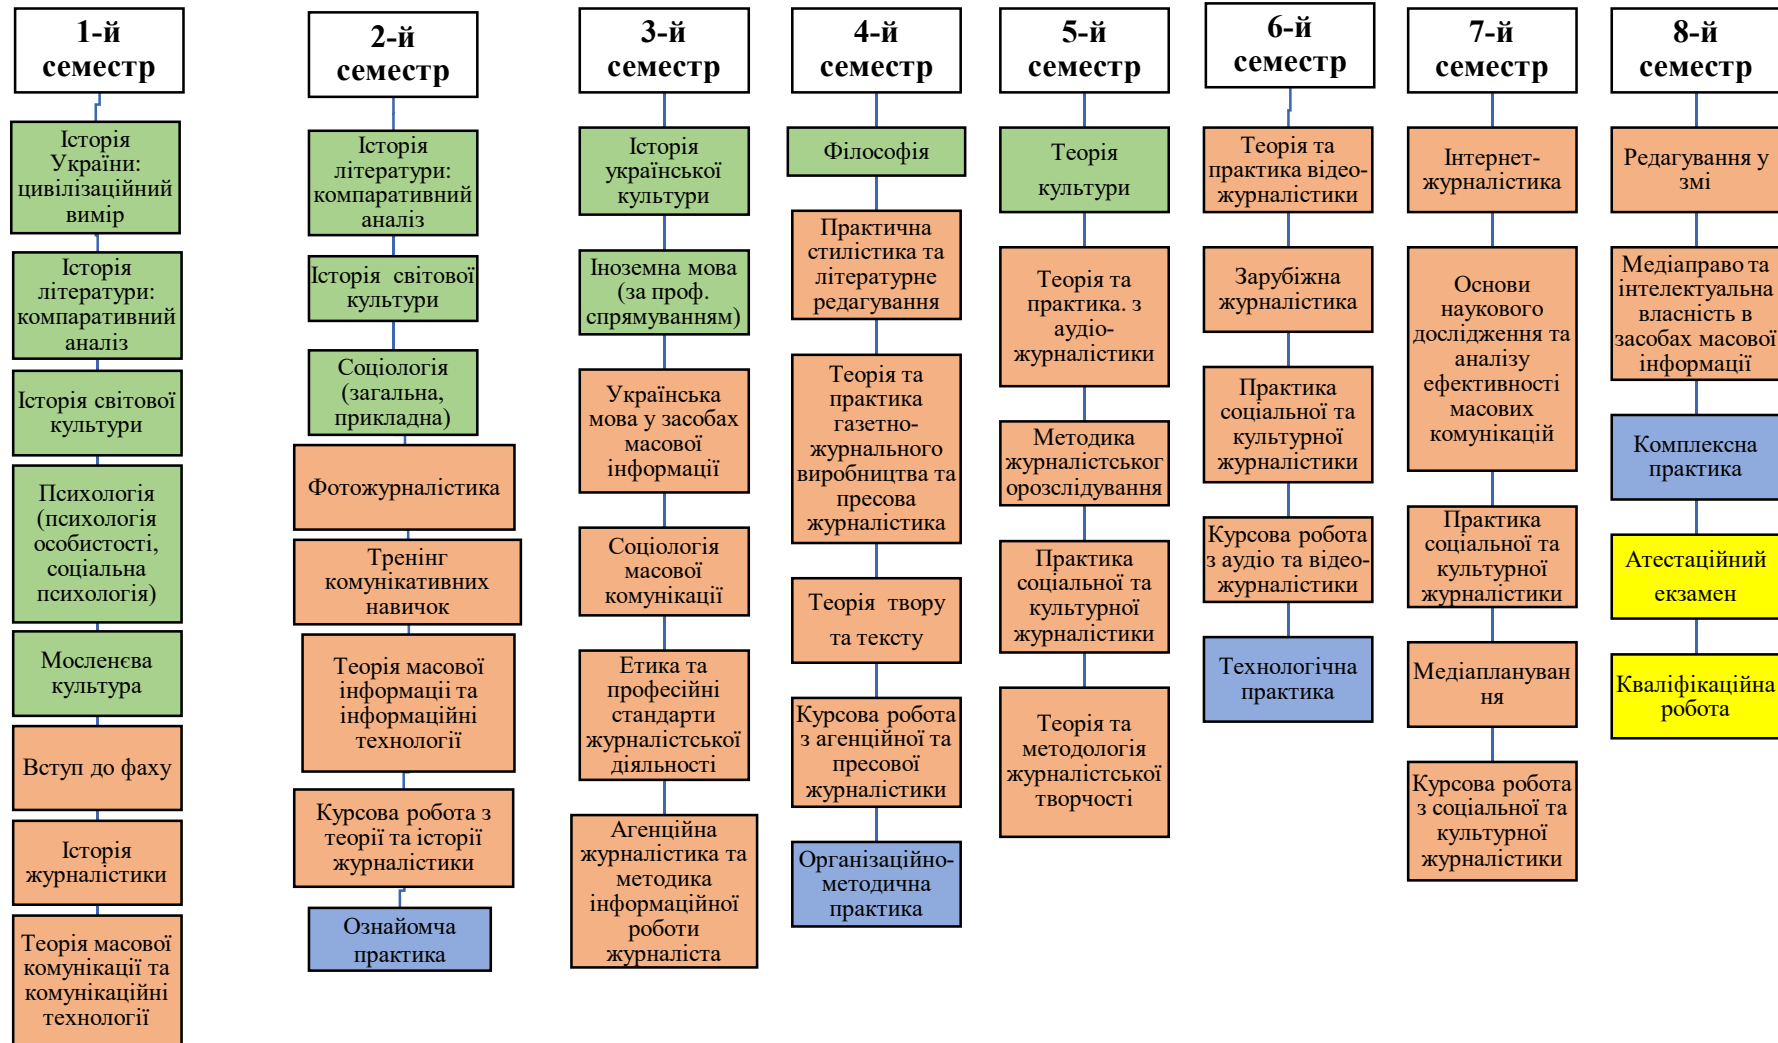 1-й
семестр
Історія
України:
цивілізаційний
вимір
Історія
літератури:
компаративний
аналіз
Історія світової
культури
Психологія
(психологія
особистості,
соціальна
психологія)
Мосленєва
культура
Вступ до фаху
Історія
журналістики
Теорія масової
комунікації та
комунікаційні
технології
2-й
семестр
Історія
літератури:
компаративний
аналіз
Історія світової
культури
Соціологія
(загальна,
прикладна)
Фотожурналістика
Тренінг
комунікативних
навичок
Теорія масової
інформації та
інформаційні
технології
Курсова робота з
теорії та історії
журналістики
Ознайомча
практика
3-й
семестр
Історія
української
культури
Іноземна мова
(за проф.
спрямуванням)
Українська
мова у засобах
масової
інформації
Соціологія
масової
комунікації
Етика та
професійні
стандарти
журналістської
діяльності
Агенційна
журналістика та
методика
інформаційної
роботи
журналіста
4-й
семестр
Філософія
Практична
стилістика та
літературне
редагування
Теорія та
практика
газетно-
журнального
виробництва та
пресова
журналістика
Теорія твору
та тексту
Курсова робота
з агенційної та
пресової
журналістики
Організаційно-
методична
практика
5-й
семестр
Теорія
культури
Теорія та
практика. з
аудіо-
журналістики
Методика
журналістськог
орозслідування
Практика
соціальної та
культурної
журналістики
Теорія та
методологія
журналістської
творчості
6-й
семестр
Теорія та
практика відео-
журналістики
Зарубіжна
журналістика
Практика
соціальної та
культурної
журналістики
Курсова робота
з аудіо та відео-
журналістики
Технологічна
практика
7-й
семестр
Інтернет-
журналістика
Основи
наукового
дослідження та
аналізу
ефективності
масових
комунікацій
Практика
соціальної та
культурної
журналістики
Медіаплануван
ня
Курсова робота
з соціальної та
культурної
журналістики
8-й
семестр
Редагування у
змі
Медіаправо та
інтелектуальна
власність в
засобах масової
інформації
Комплексна
практика
Атестаційний
екзамен
Кваліфікаційна
робота